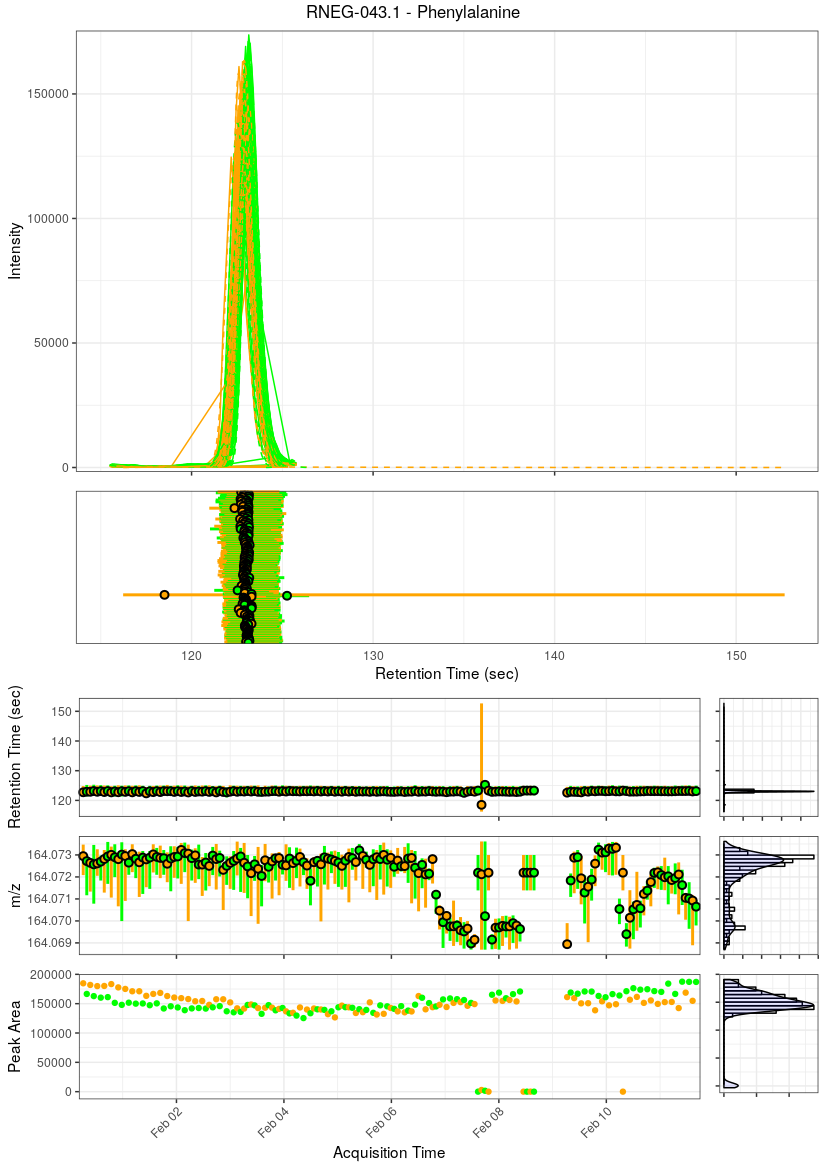 RNEG-043.1 - Phenylalanine
150000
100000
50000
0
Intensity
120
130
140
150
Retention Time (sec)
150
140
130
120
Retention Time (sec)
164.073
164.072
164.071
164.070
164.069
m/z
200000
150000
100000
50000
0
Peak Area
Feb 02
Feb 04
Feb 06
Feb 08
Feb 10
Acquisition Time